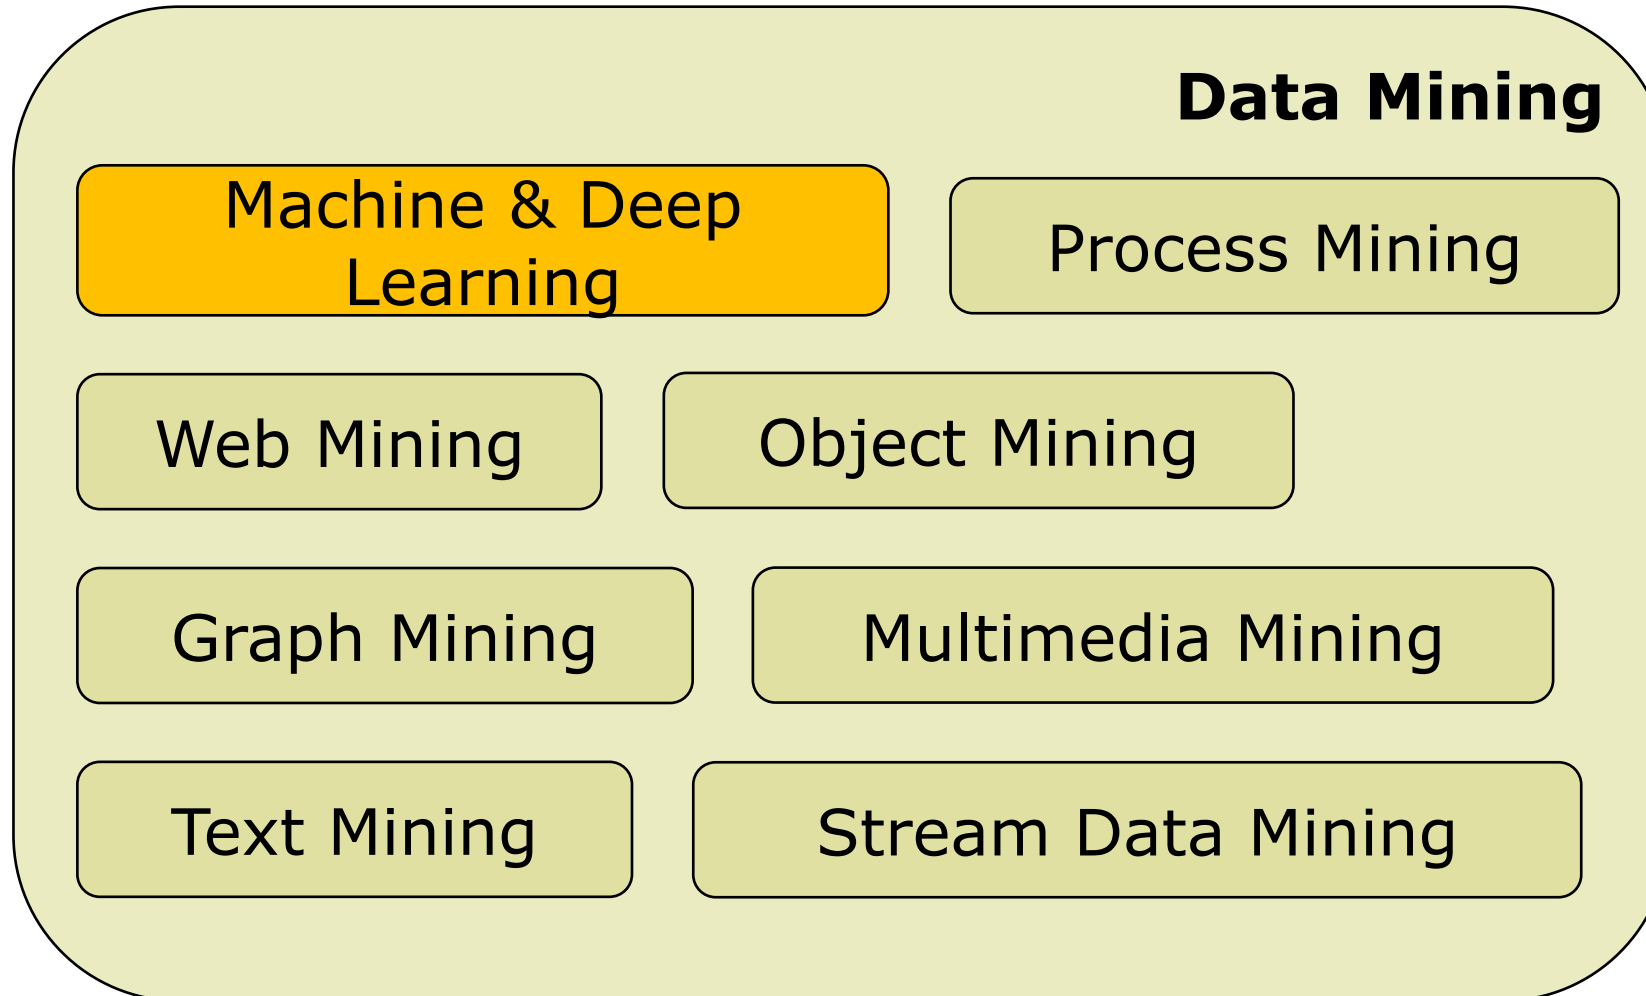 Data Mining
Machine & Deep
Learning
Process Mining
Web Mining
Object Mining
Graph Mining
Multimedia Mining
Text Mining
Stream Data Mining